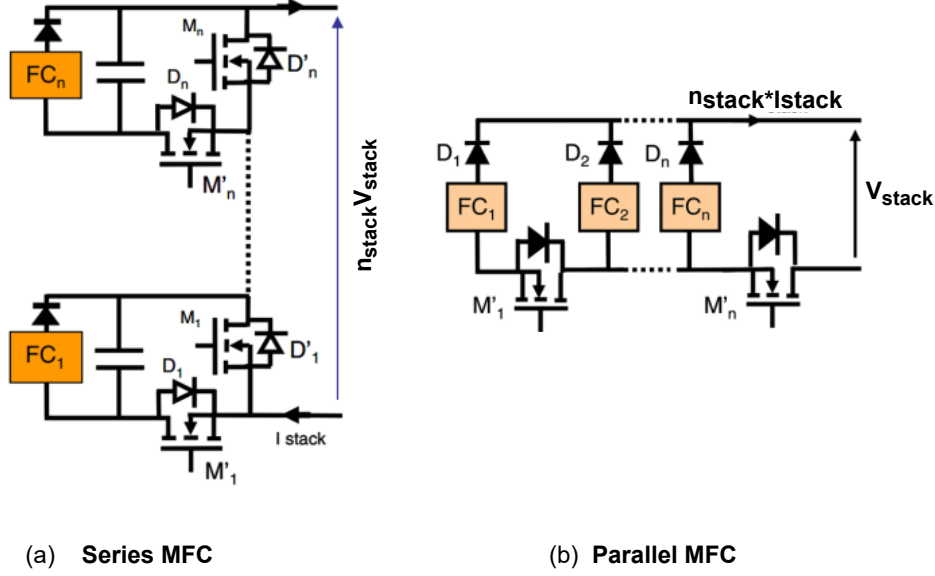 Mn
FCn
Dn
D'n
M'n
nstackVstack
M1
FC1
D1
D'1
I stack
M'1
nstack*Istack
D1
D2
Dn
FC1
FC2
FCn
Vstack
M'1
M'n
(a) Series MFC
(b) Parallel MFC